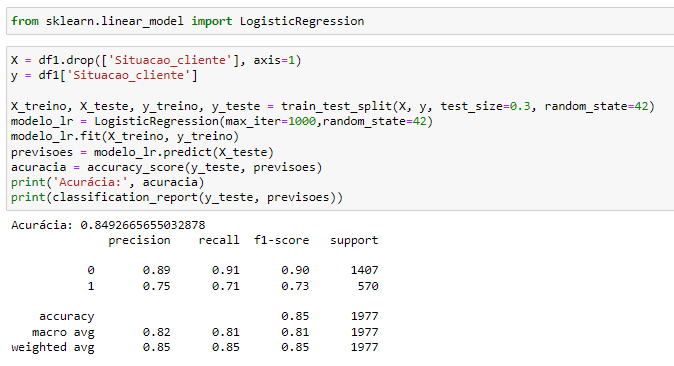 from sklearn.linear_model import LogisticRegression
X = df1.drop(['Situacao_cliente'], axis=1)
y = df1['Situacao_cliente']
X_treino, X_teste, y_treino, y_teste = train_test_split(X, y, test_size=0.3, random_state=42)
modelo_lr = LogisticRegression(max_iter=1000,random_state=42)
modelo_lr.fit(X_treino, y_treino)
previsoes = modelo_lr.predict(X_teste)
acuracia = accuracy_score(y_teste, previsoes)
print('Acurácia:', acuracia)
print(classification_report(y_teste, previsoes))
Acurácia: 0.8492665655032878
precision recall f1-score support
0 0.89 0.91 0.90 1407
1 0.75 0.71 0.73 570
accuracy 0.85 1977
macro avg 0.82 0.81 0.81 1977
weighted avg 0.85 0.85 0.85 1977